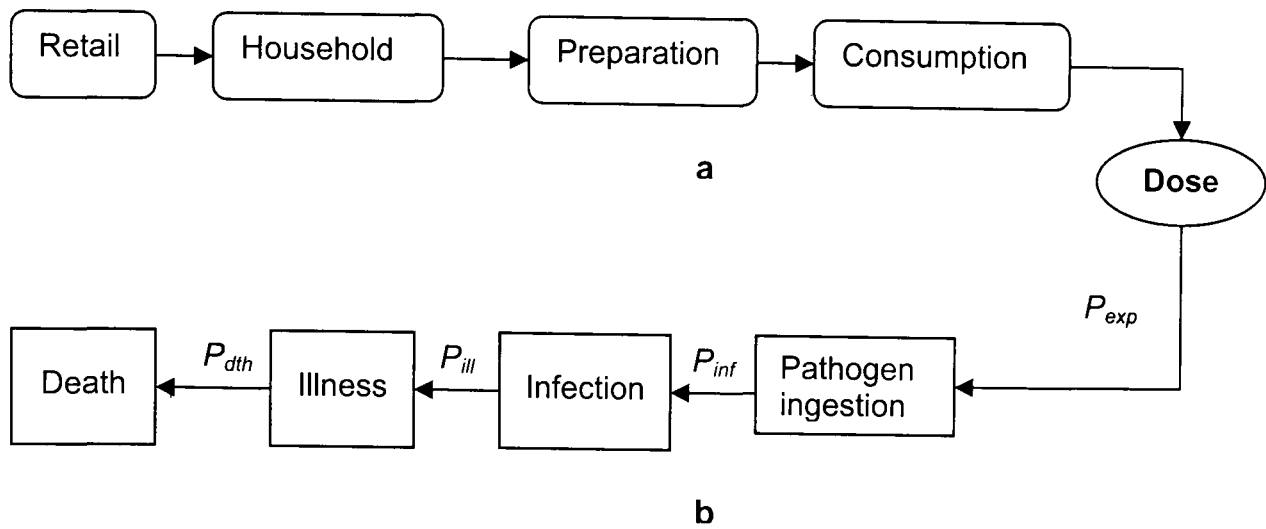 Retail
Household
Preparation
Consumption
a
Dose
P_exp
Death
P_dth
Illness
P_ill
Infection
P_inf
Pathogen
ingestion
b